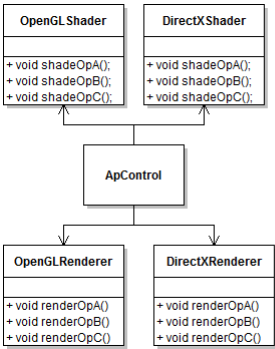 OpenGLShader DirectXShader
+ void shadeOpA(); + void shadeOpA();
+ void shadeOpB(); + void shadeOpB();
+ void shadeOpC(); + void shadeOpC();
ApControl
OpenGLRenderer DirectXRenderer
+ void renderOpA() + void renderOpA()
+ void renderOpB() + void renderOpB()
+ void renderOpC() + void renderOpC()